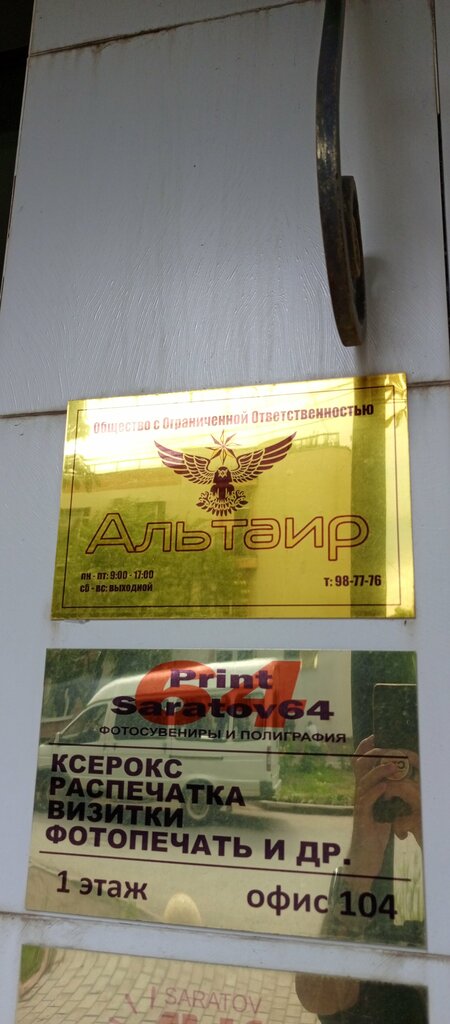 Общество с Ограниченной Ответственностью
Альтаир
пн - пт: 9:00 - 17:00
сб - вс: выходной
т: 98-77-76
64
Print
Saratov64
ФОТОСУВЕНИРЫ И ПОЛИГРАФИЯ
КСЕРОКС
РАСПЕЧАТКА
ВИЗИТКИ
ФОТОПЕЧАТЬ И ДР.
1 этаж
офис 104
SARATOV